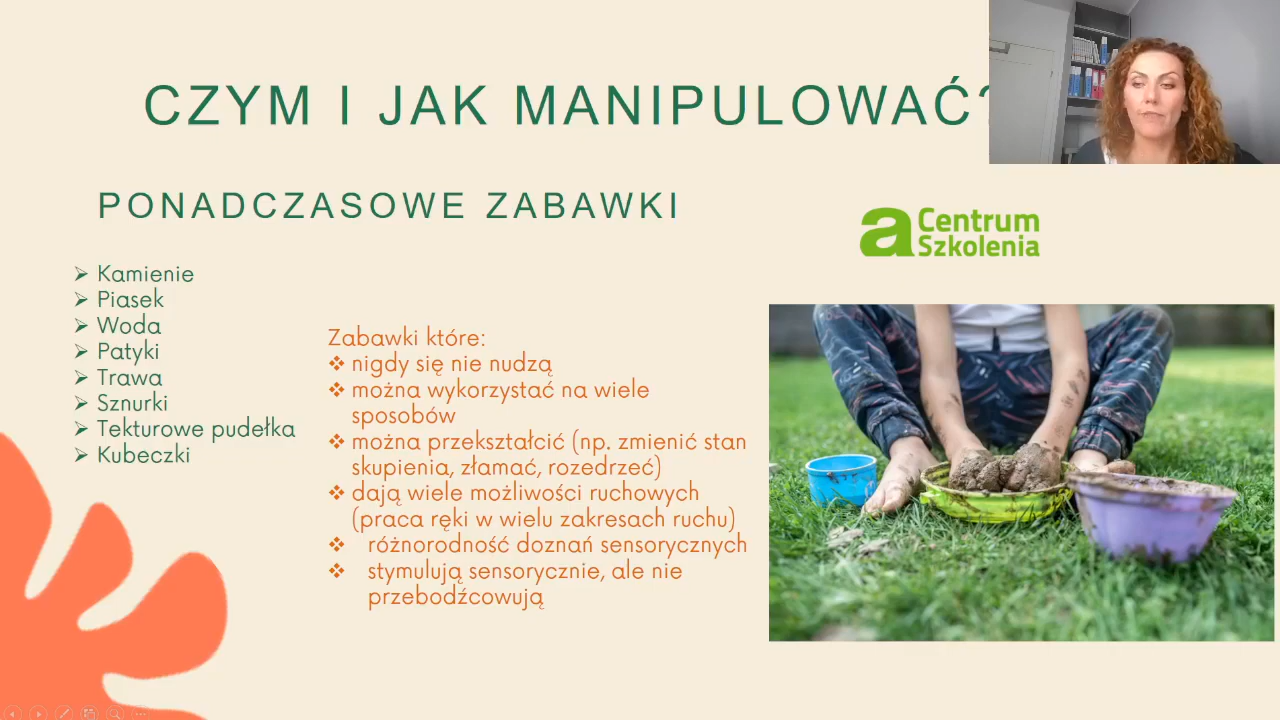 CZYM I JAK MANIPULOWAĆ?
PONADCZASOWE ZABAWKI
a Centrum
Szkolenia
➢ Kamienie
➢ Piasek
➢ Woda
➢ Patyki
➢ Trawa
➢ Sznurki
➢ Tekturowe pudełka
➢ Kubeczki
Zabawki które:
❖ nigdy się nie nudzą
❖ można wykorzystać na wiele
sposobów
❖ można przekształcić (np. zmienić stan
skupienia, złamać, rozedrzeć)
❖ dają wiele możliwości ruchowych
(praca ręki w wielu zakresach ruchu)
❖ różnorodność doznań sensorycznych
❖ stymulują sensorycznie, ale nie
przebodźcowują